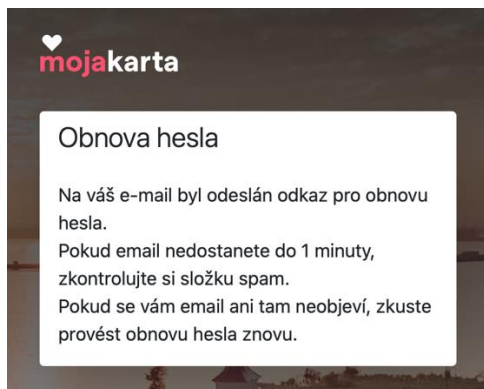 mojakarta
Obnova hesla
Na váš e-mail byl odeslán odkaz pro obnovu
hesla.
Pokud email nedostanete do 1 minuty,
zkontrolujte si složku spam.
Pokud se vám email ani tam neobjeví, zkuste
provést obnovu hesla znovu.